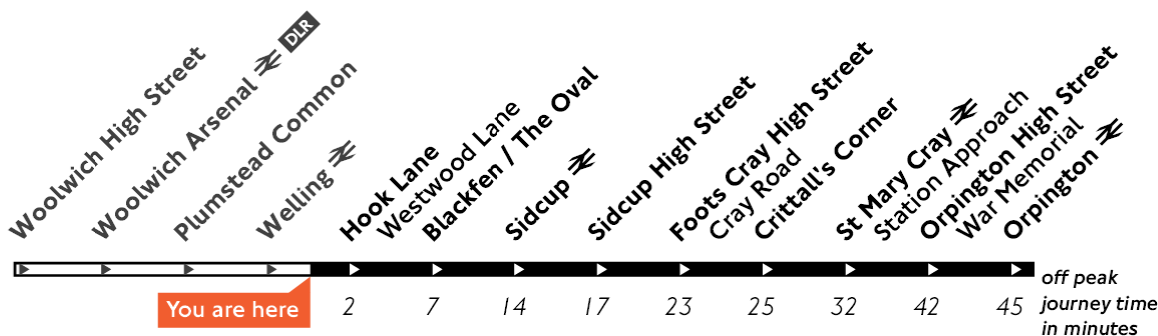 Woolwich High Street
Woolwich Arsenal DLR
Plumstead Common
Welling
Hook Lane
Westwood Lane
Blackfen / The Oval
Sidcup
Sidcup High Street
Foots Cray High Street
Cray Road
Crittall's Corner
St Mary Cray
Station Approach
Orpington High Street
War Memorial
Orpington
You are here
2 7 14 17 23 25 32 42 45
off peak
journey time
in minutes